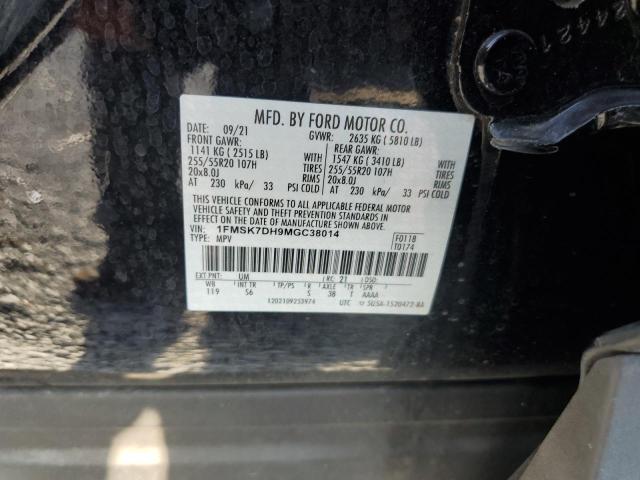 MFD. BY FORD MOTOR CO.
DATE: 09/21 GVWR: 2635 KG ( 5810 LB)
FRONT GAWR: REAR GAWR:
1141 KG ( 2515 LB) WITH 1547 KG ( 3410 LB) WITH
255/55R20 107H TIRES 255/55R20 107H TIRES
20x8.0J RIMS 20x8.0J RIMS
AT 230 kPa/ 33 PSI COLD AT 230 kPa/ 33 PSI COLD
THIS VEHICLE CONFORMS TO ALL APPLICABLE FEDERAL MOTOR
VEHICLE SAFETY AND THEFT PREVENTION STANDARDS IN EFFECT
ON THE DATE OF MANUFACTURE SHOWN ABOVE.
VIN: 1FMSK7DH9MGC38014
TYPE: MPV
F0118
T0174
EXT PNT: UM RC: 21 DSO:
WB INT TR TP/PS R AXLE TR SPR
119 S6 S 3B T AAAA
1202109253974 UTC